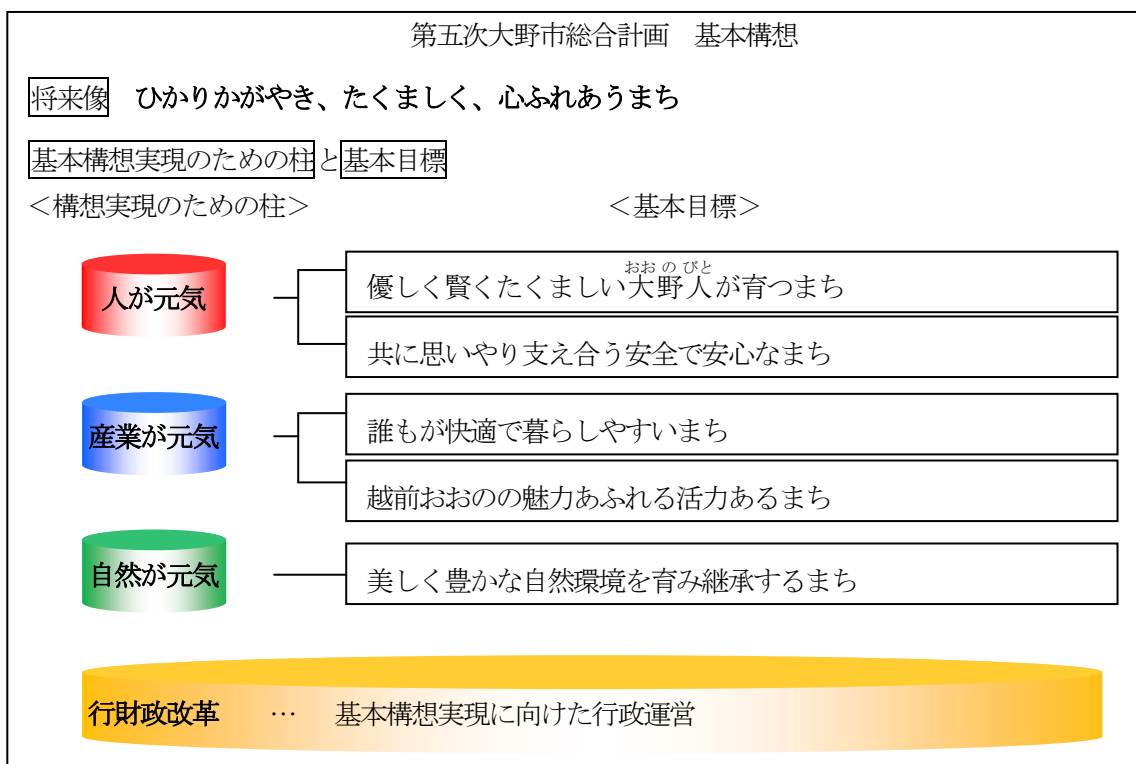 第五次大野市総合計画　基本構想
将来像　ひかりかがやき、たくましく、心ふれあうまち
基本構想実現のための柱と基本目標
＜構想実現のための柱＞　＜基本目標＞
人が元気
おおのびと
優しく賢くたくましい大野人が育つまち
共に思いやり支え合う安全で安心なまち
産業が元気
誰もが快適で暮らしやすいまち
越前おおのの魅力あふれる活力あるまち
自然が元気
美しく豊かな自然環境を育み継承するまち
行財政改革　…　基本構想実現に向けた行政運営